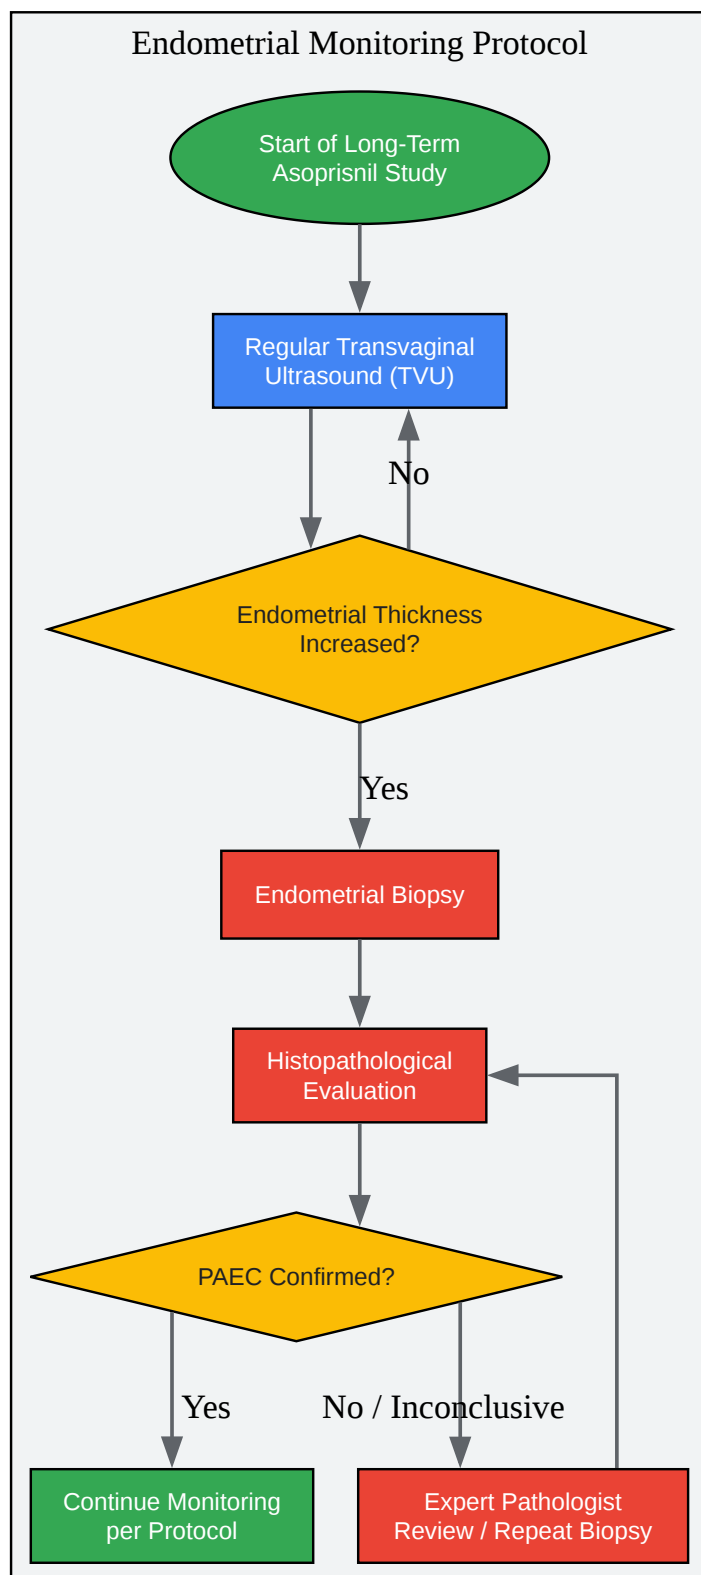 Endometrial Monitoring Protocol
Start of Long-Term
Asoprisnil Study
Regular Transvaginal
Ultrasound (TVU)
No
Endometrial Thickness
Increased?
Yes
Endometrial Biopsy
Histopathological
Evaluation
PAEC Confirmed?
Yes
No / Inconclusive
Continue Monitoring
per Protocol
Expert Pathologist
Review / Repeat Biopsy